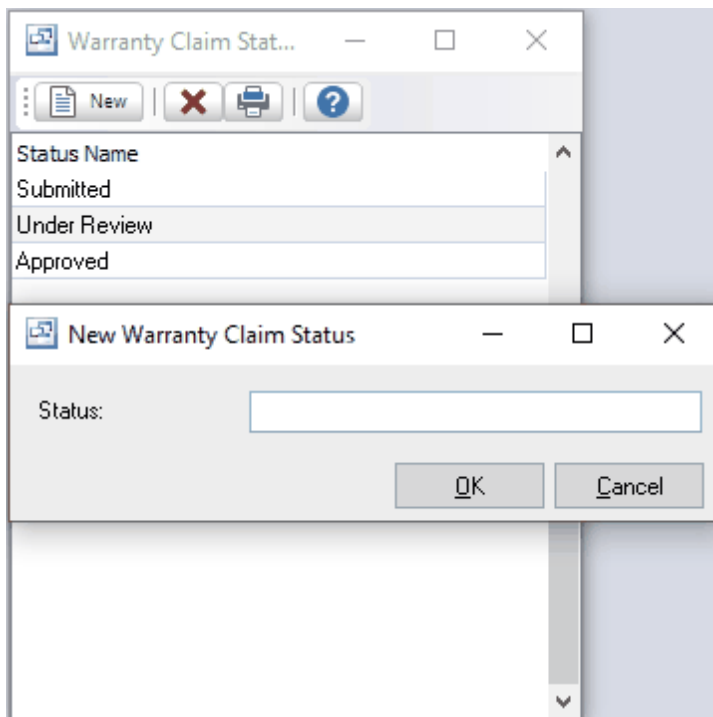 Warranty Claim Stat...
New
Status Name
Submitted
Under Review
Approved
New Warranty Claim Status
Status:
OK Cancel